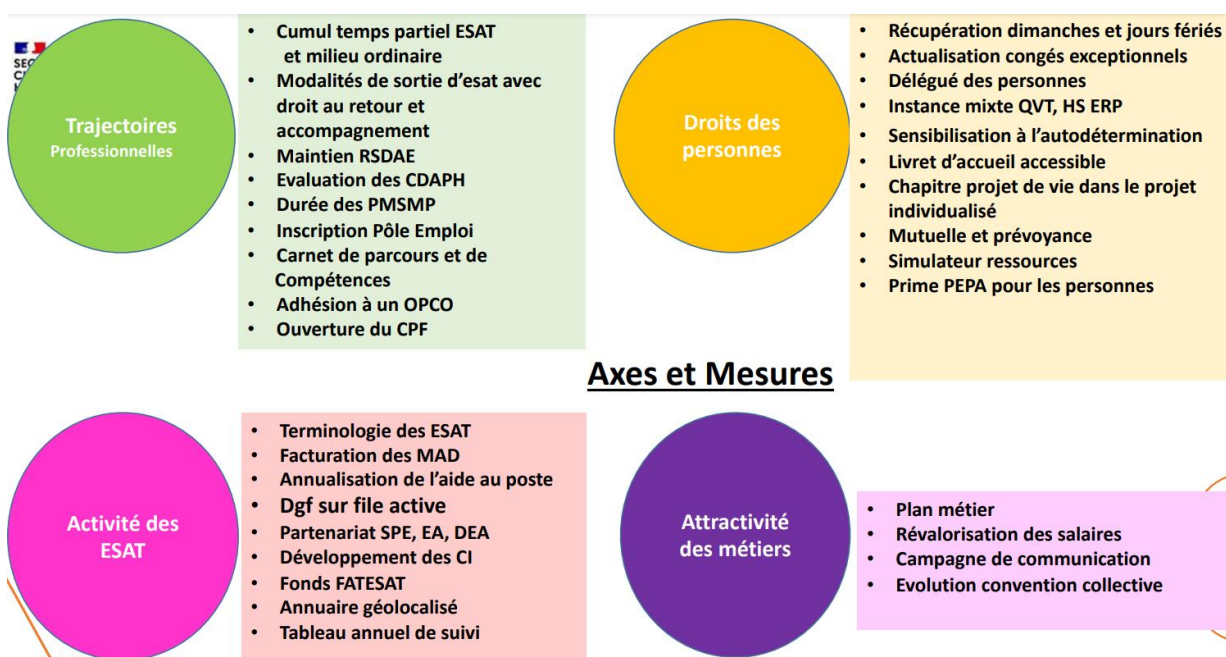 SEC
Trajectoires
Professionnelles
• Cumul temps partiel ESAT
et milieu ordinaire
• Modalités de sortie d'esat avec
droit au retour et
accompagnement
• Maintien RSDAE
• Evaluation des CDAPH
• Durée des PMSMP
• Inscription Pôle Emploi
• Carnet de parcours et de
Compétences
• Adhésion à un OPCO
• Ouverture du CPF
Droits des
personnes
• Récupération dimanches et jours fériés
• Actualisation congés exceptionnels
• Délégué des personnes
• Instance mixte QVT, HS ERP
• Sensibilisation à l'autodétermination
• Livret d'accueil accessible
• Chapitre projet de vie dans le projet
individualisé
• Mutuelle et prévoyance
• Simulateur ressources
• Prime PEPA pour les personnes
Axes et Mesures
Activité des
ESAT
• Terminologie des ESAT
• Facturation des MAD
• Annualisation de l'aide au poste
• Dgf sur file active
• Partenariat SPE, EA, DEA
• Développement des CI
• Fonds FATESAT
• Annuaire géolocalisé
• Tableau annuel de suivi
Attractivité
des métiers
• Plan métier
• Révalorisation des salaires
• Campagne de communication
• Evolution convention collective